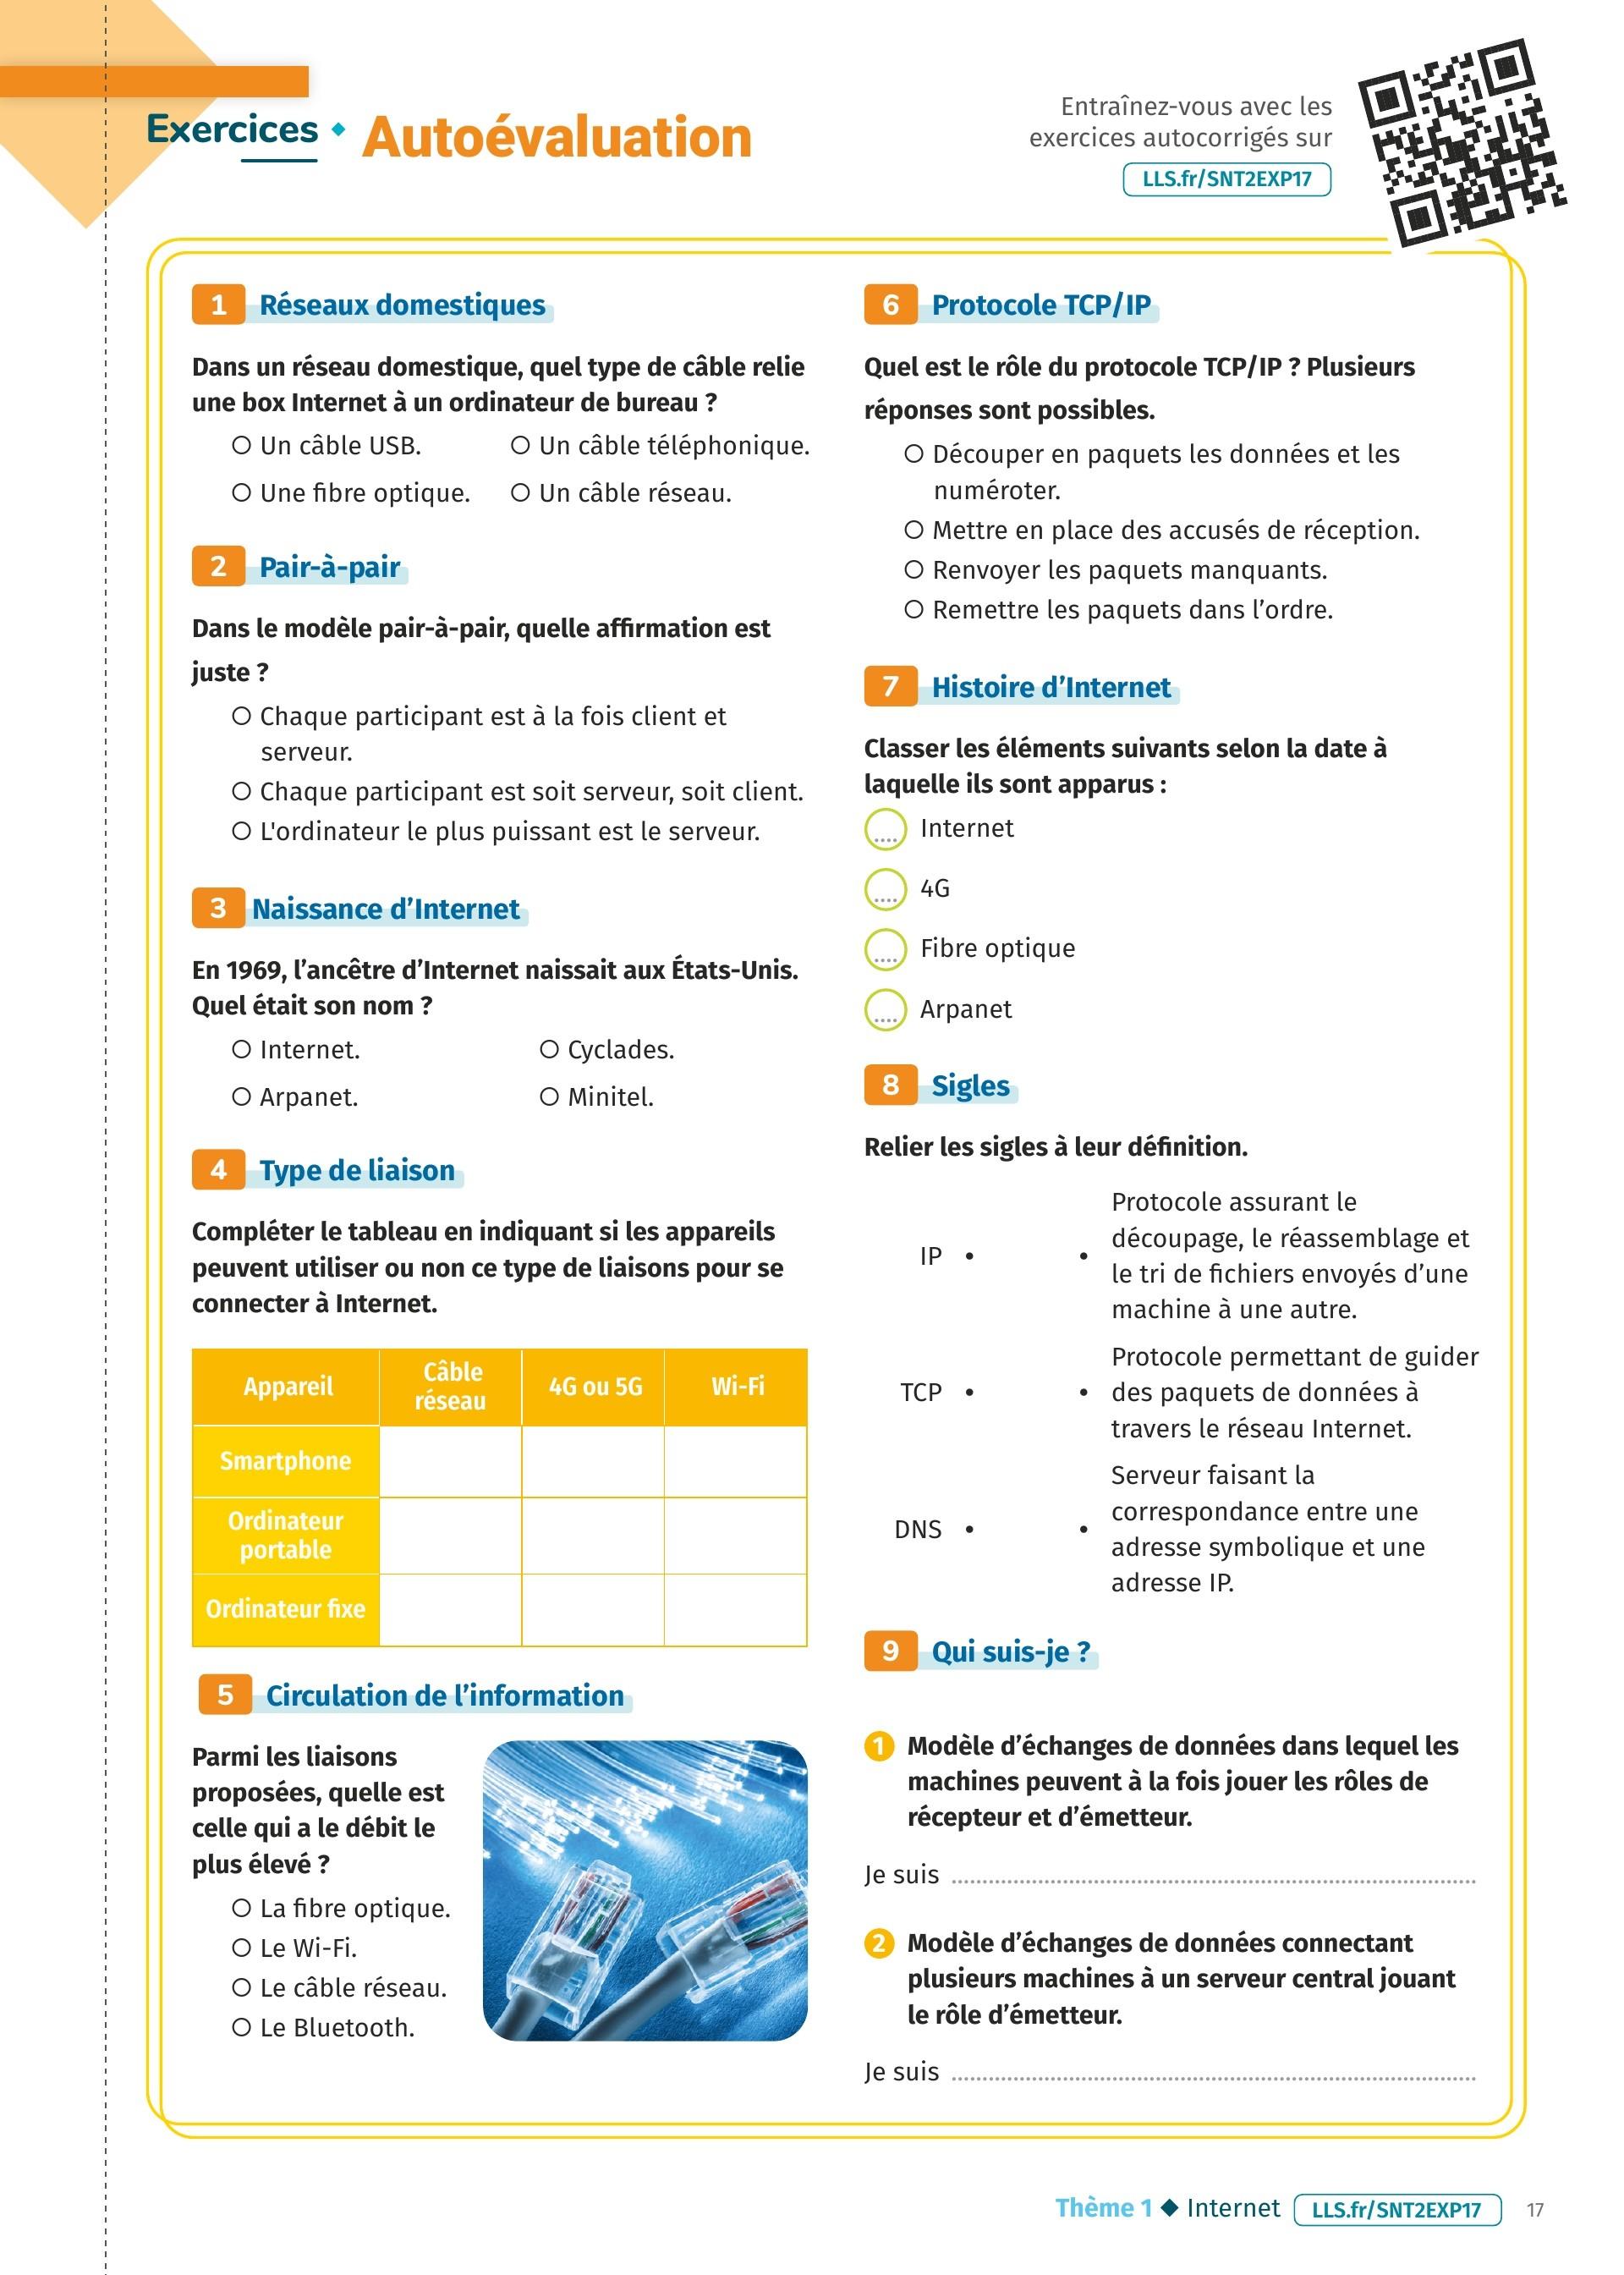 Exercices
Autoévaluation
Entraînez-vous avec les
exercices autocorrigés sur
LLS.fr/SNT2EXP17
1 Réseaux domestiques
Dans un réseau domestique, quel type de câble relie
une box Internet à un ordinateur de bureau ?
Un câble USB.
Un câble téléphonique.
Une fibre optique.
Un câble réseau.
2 Pair-à-pair
Dans le modèle pair-à-pair, quelle affirmation est
juste ?
Chaque participant est à la fois client et
serveur.
Chaque participant est soit serveur, soit client.
L'ordinateur le plus puissant est le serveur.
3 Naissance d’Internet
En 1969, l’ancêtre d’Internet naissait aux États-Unis.
Quel était son nom ?
Internet.
Cyclades.
Arpanet.
Minitel.
4 Type de liaison
Compléter le tableau en indiquant si les appareils
peuvent utiliser ou non ce type de liaisons pour se
connecter à Internet.
Appareil
Câble
réseau
4G ou 5G
Wi-Fi
Smartphone
Ordinateur
portable
Ordinateur fixe
5 Circulation de l’information
Parmi les liaisons
proposées, quelle est
celle qui a le débit le
plus élevé ?
La fibre optique.
Le Wi-Fi.
Le câble réseau.
Le Bluetooth.
6 Protocole TCP/IP
Quel est le rôle du protocole TCP/IP ? Plusieurs
réponses sont possibles.
Découper en paquets les données et les
numéroter.
Mettre en place des accusés de réception.
Renvoyer les paquets manquants.
Remettre les paquets dans l’ordre.
7 Histoire d’Internet
Classer les éléments suivants selon la date à
laquelle ils sont apparus :
.... Internet
.... 4G
.... Fibre optique
.... Arpanet
8 Sigles
Relier les sigles à leur définition.
IP •
• Protocole assurant le
découpage, le réassemblage et
le tri de fichiers envoyés d’une
machine à une autre.
TCP •
• Protocole permettant de guider
des paquets de données à
travers le réseau Internet.
DNS •
• Serveur faisant la
correspondance entre une
adresse symbolique et une
adresse IP.
9 Qui suis-je ?
1 Modèle d’échanges de données dans lequel les
machines peuvent à la fois jouer les rôles de
récepteur et d’émetteur.
Je suis ....................
2 Modèle d’échanges de données connectant
plusieurs machines à un serveur central jouant
le rôle d’émetteur.
Je suis ....................
Thème 1 ◆ Internet LLS.fr/SNT2EXP17 17